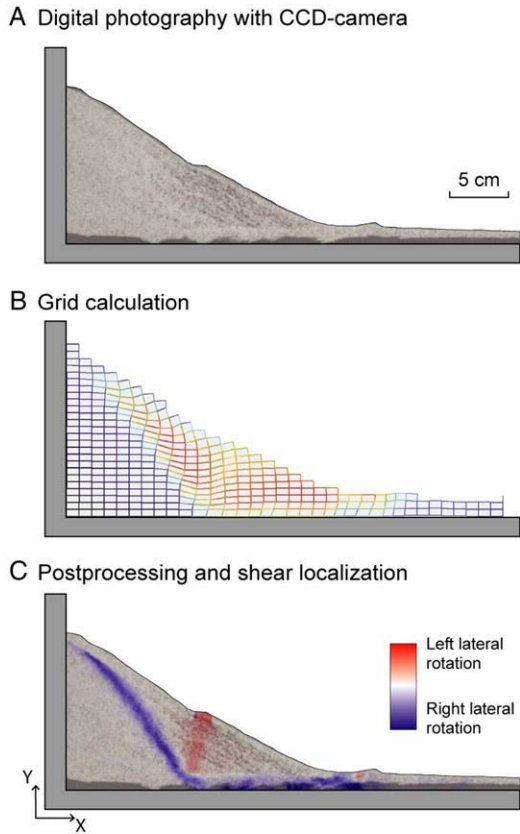 A Digital photography with CCD-camera
5 cm
B Grid calculation
C Postprocessing and shear localization
Left lateral
rotation
Right lateral
rotation
Y
X